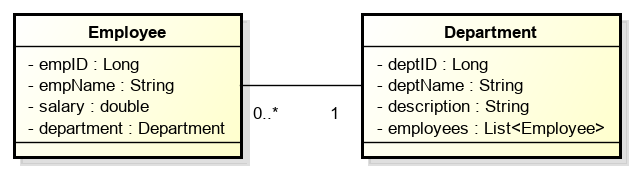 Employee
- empID : Long
- empName : String
- salary : double
- department : Department
0..*
1
Department
- deptID : Long
- deptName : String
- description : String
- employees : List<Employee>